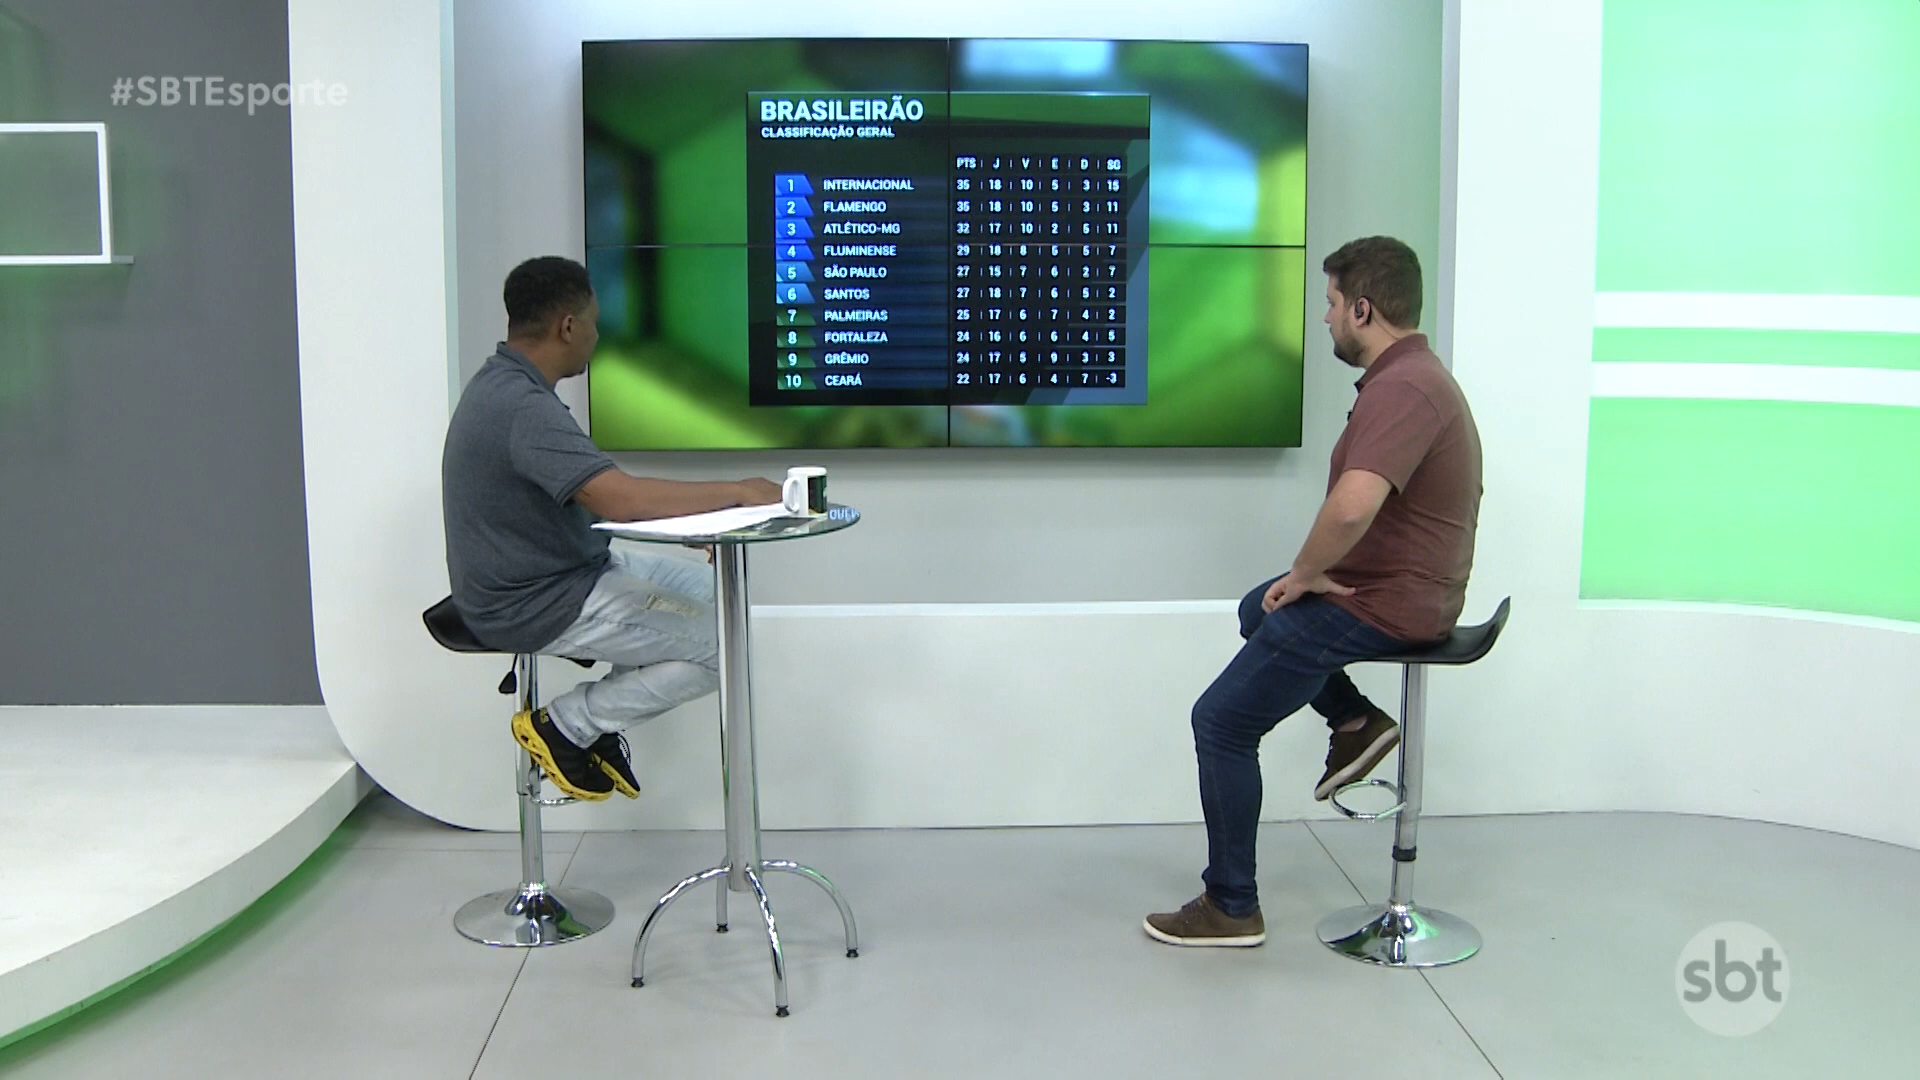 #SBTEsporte
BRASILEIRÃO
CLASSIFICAÇÃO GERAL
PTS J V E D SG
1 INTERNACIONAL 35 18 10 5 3 15
2 FLAMENGO 35 18 10 5 3 11
3 ATLÉTICO-MG 32 17 10 2 5 11
4 FLUMINENSE 29 18 8 5 5 7
5 SÃO PAULO 27 15 7 6 2 7
6 SANTOS 27 18 7 6 5 2
7 PALMEIRAS 25 17 6 7 4 2
8 FORTALEZA 24 16 6 6 4 5
9 GRÊMIO 24 17 5 9 3 3
10 CEARÁ 22 17 6 4 7 -3
sbt